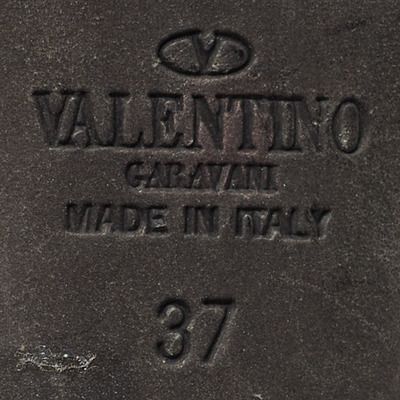 V
VALENTINO
GARAVANI
MADE IN ITALY
37